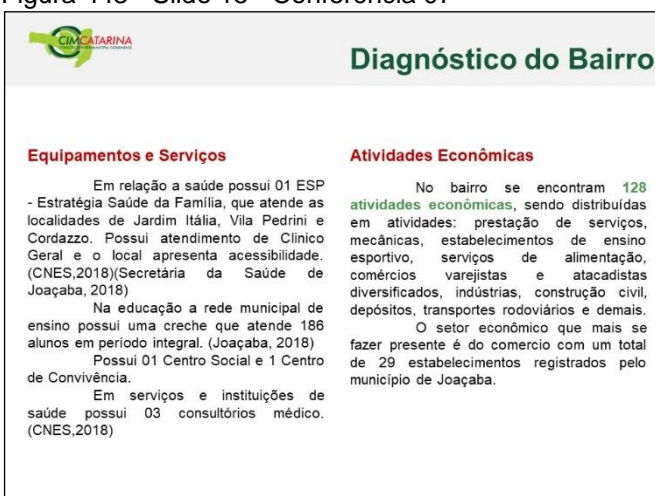 Figura 448 - Slide 18 - Conferência 07
CIMCATARINA
Diagnóstico do Bairro
Equipamentos e Serviços
Em relação a saúde possui 01 ESP
- Estratégia Saúde da Família, que atende as
localidades de Jardim Itália, Vila Pedrini e
Cordazzo. Possui atendimento de Clinico
Geral e o local apresenta acessibilidade.
(CNES,2018)(Secretária da Saúde de
Joaçaba, 2018)
Na educação a rede municipal de
ensino possui uma creche que atende 186
alunos em período integral. (Joaçaba, 2018)
Possui 01 Centro Social e 1 Centro
de Convivência.
Em serviços e instituições de
saúde possui 03 consultórios médico.
(CNES,2018)
Atividades Econômicas
No bairro se encontram 128
atividades econômicas, sendo distribuídas
em atividades: prestação de serviços,
mecânicas, estabelecimentos de ensino
esportivo, serviços de alimentação,
comércios varejistas e atacadistas
diversificados, indústrias, construção civil,
depósitos, transportes rodoviários e demais.
O setor econômico que mais se
fazer presente é do comercio com um total
de 29 estabelecimentos registrados pelo
município de Joaçaba.